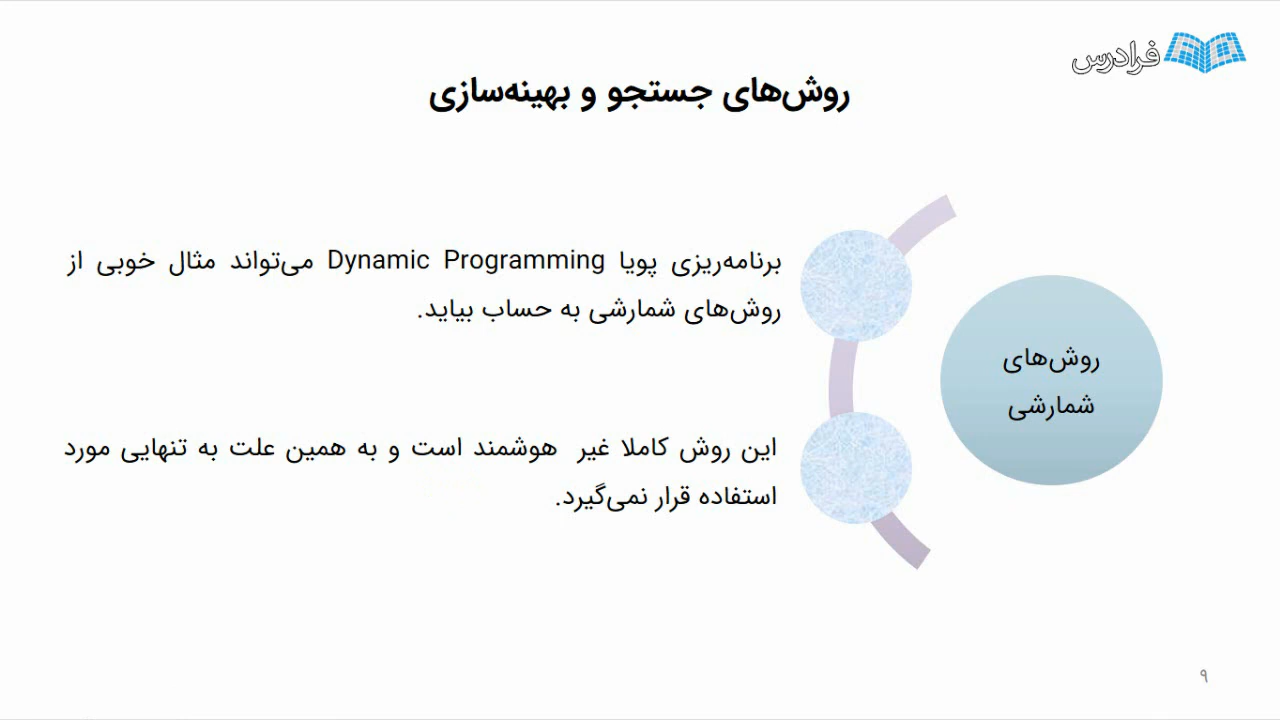 فرادرس
روش‌های جستجو و بهینه‌سازی
روش‌های
شمارشی
برنامه‌ریزی پویا Dynamic Programming می‌تواند مثال خوبی از
روش‌های شمارشی به حساب بیاید.
این روش کاملا غیر هوشمند است و به همین علت به تنهایی مورد
استفاده قرار نمی‌گیرد.
۹